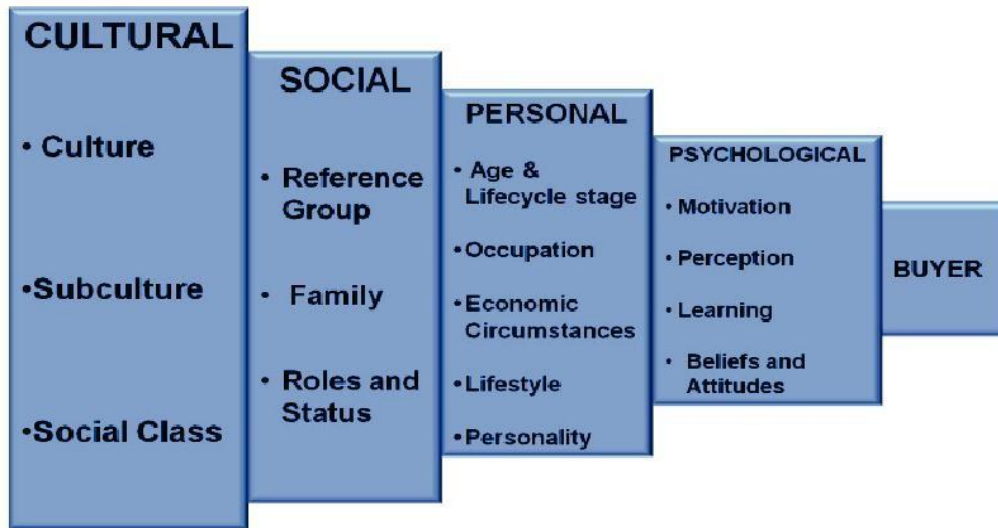 CULTURAL
• Culture
•Subculture
•Social Class
SOCIAL
• Reference
Group
• Family
• Roles and
Status
PERSONAL
• Age &
Lifecycle stage
•Occupation
•Economic
Circumstances
•Lifestyle
•Personality
PSYCHOLOGICAL
•Motivation
•Perception
•Learning
• Beliefs and
Attitudes
BUYER